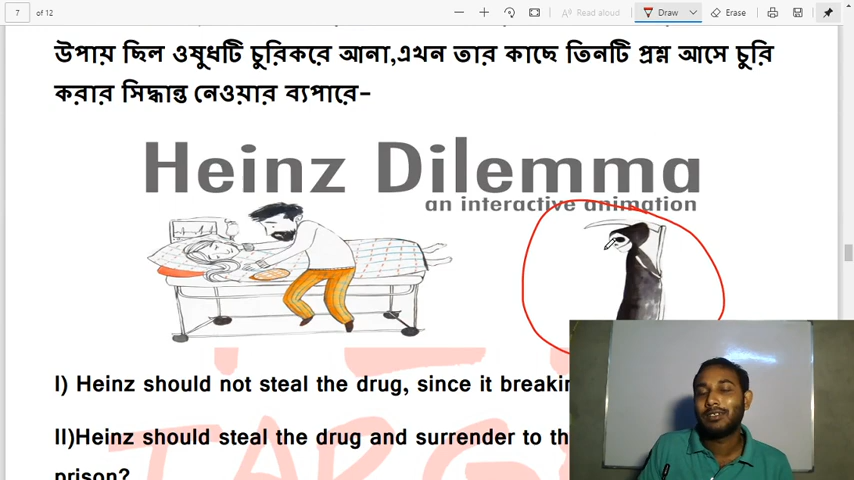 7 of 12
Read aloud
Draw
Erase
উপায় ছিল ওষুধটি চুরিকরে আনা,এখন তার কাছে তিনটি প্রশ্ন আসে চুরি
করার সিদ্ধান্ত নেওয়ার ব্যপারে-
Heinz Dilemma
an interactive animation
I) Heinz should not steal the drug, since it breakin
II)Heinz should steal the drug and surrender to th
prison?
TARG